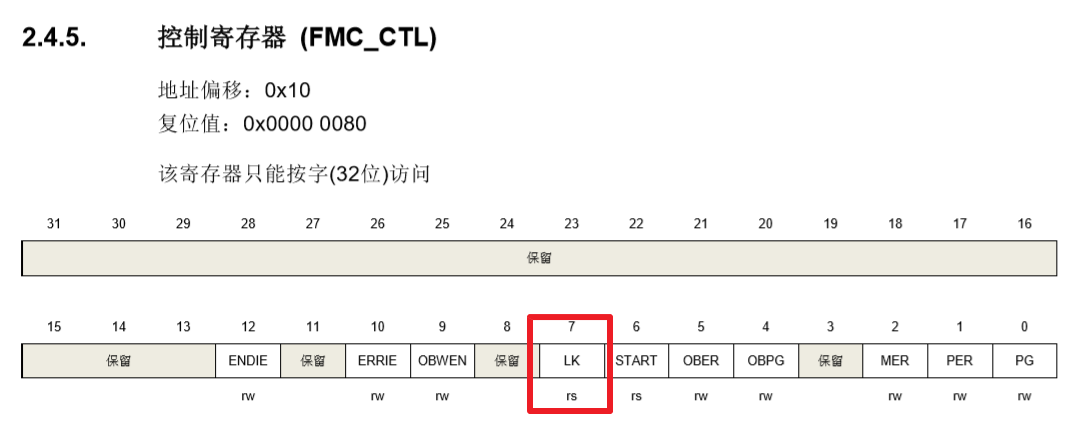 2.4.5. 控制寄存器 (FMC_CTL)
地址偏移：0x10
复位值：0x0000 0080
该寄存器只能按字(32位)访问
31 30 29 28 27 26 25 24 23 22 21 20 19 18 17 16
保留
15 14 13 12 11 10 9 8 7 6 5 4 3 2 1 0
保留 ENDIE 保留 ERRIE OBWEN 保留 LK START OBER OBPG 保留 MER PER PG
rw rw rw rs rs rw rw rw rw rw